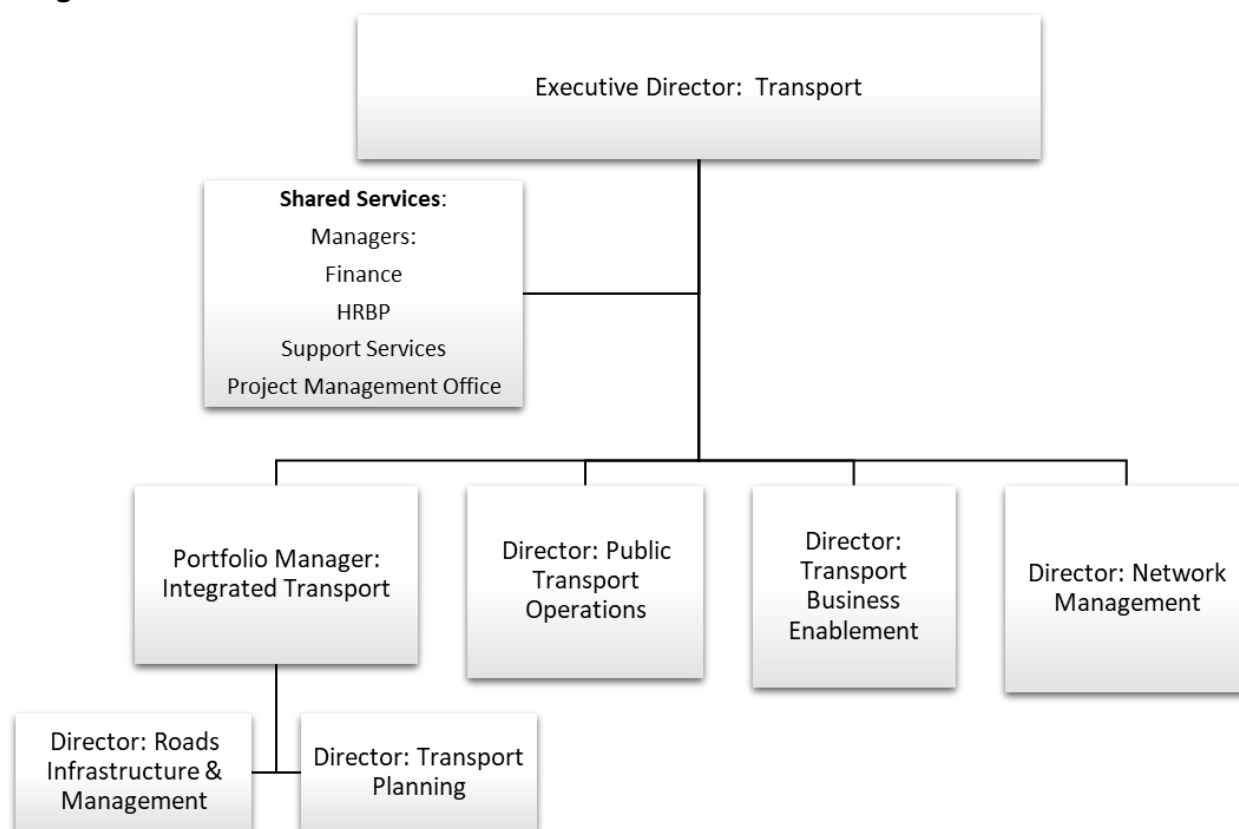 Executive Director:  Transport
Shared Services:
Managers:
Finance
HRBP
Support Services
Project Management Office
Portfolio Manager:
Integrated Transport
Director: Public
Transport
Operations
Director:
Transport
Business
Enablement
Director: Network
Management
Director: Roads
Infrastructure &
Management
Director: Transport
Planning